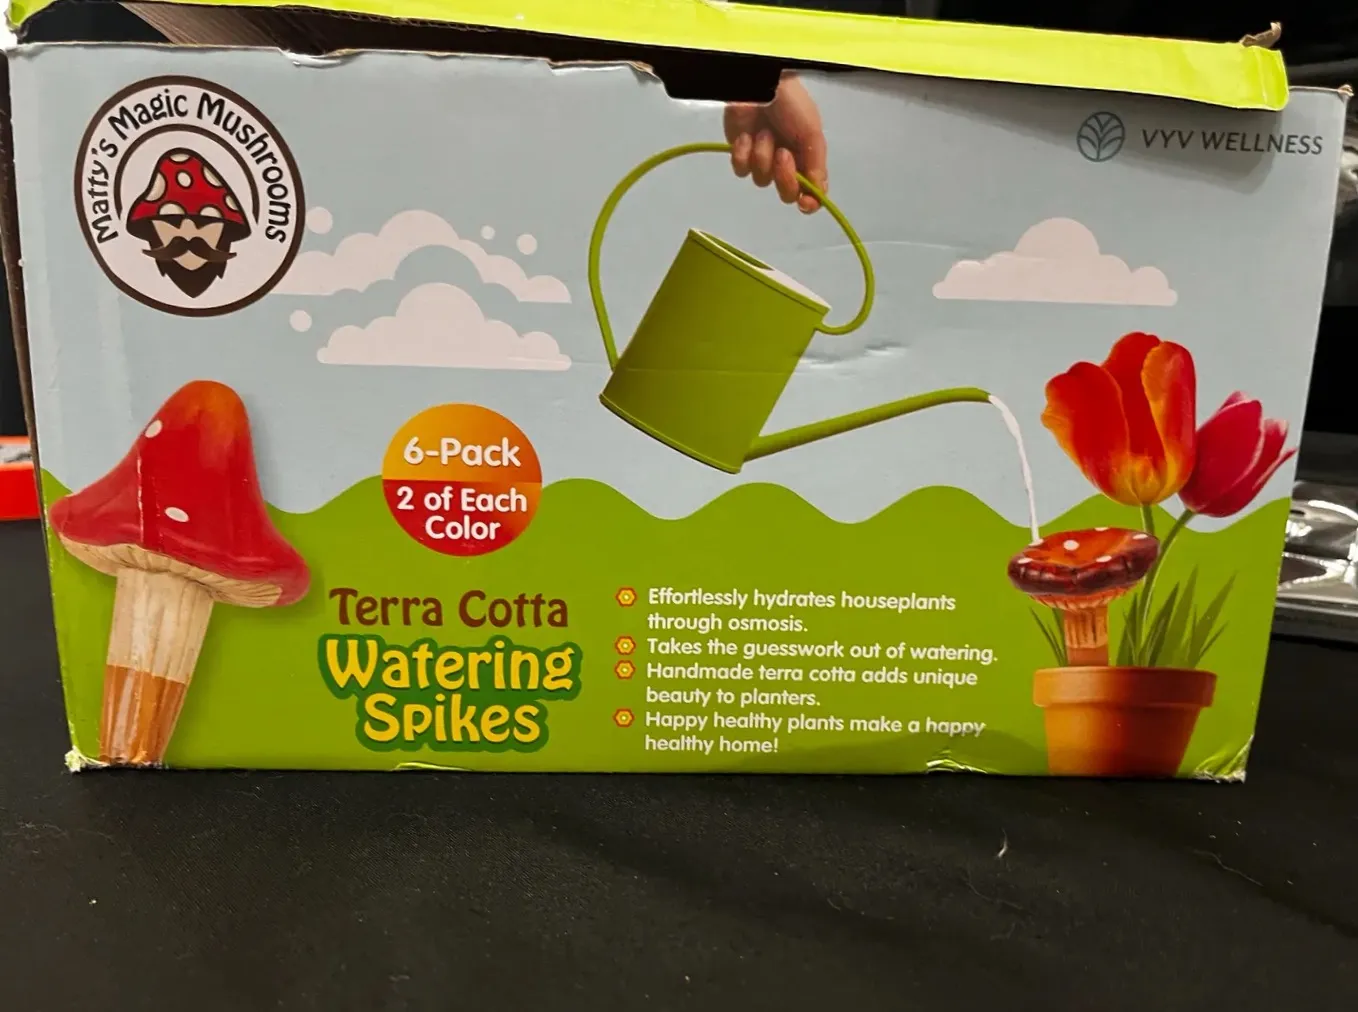 Matty's Magic Mushrooms
VYV WELLNESS
6-Pack
2 of Each
Color
Terra Cotta
Watering
Spikes
Effortlessly hydrates houseplants
through osmosis.
Takes the guesswork out of watering.
Handmade terra cotta adds unique
beauty to planters.
Happy healthy plants make a happy
healthy home!